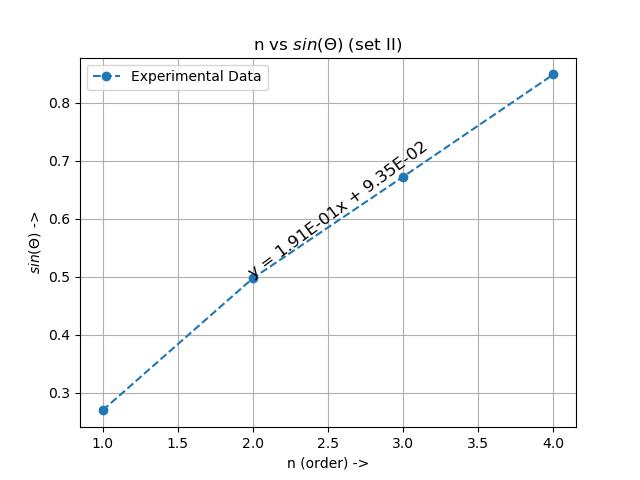 n vs sin(Θ) (set II)
Experimental Data
y = 1.91E-01x + 9.35E-02
sin(Θ) ->
0.8
0.7
0.6
0.5
0.4
0.3
1.0 1.5 2.0 2.5 3.0 3.5 4.0
n (order) ->